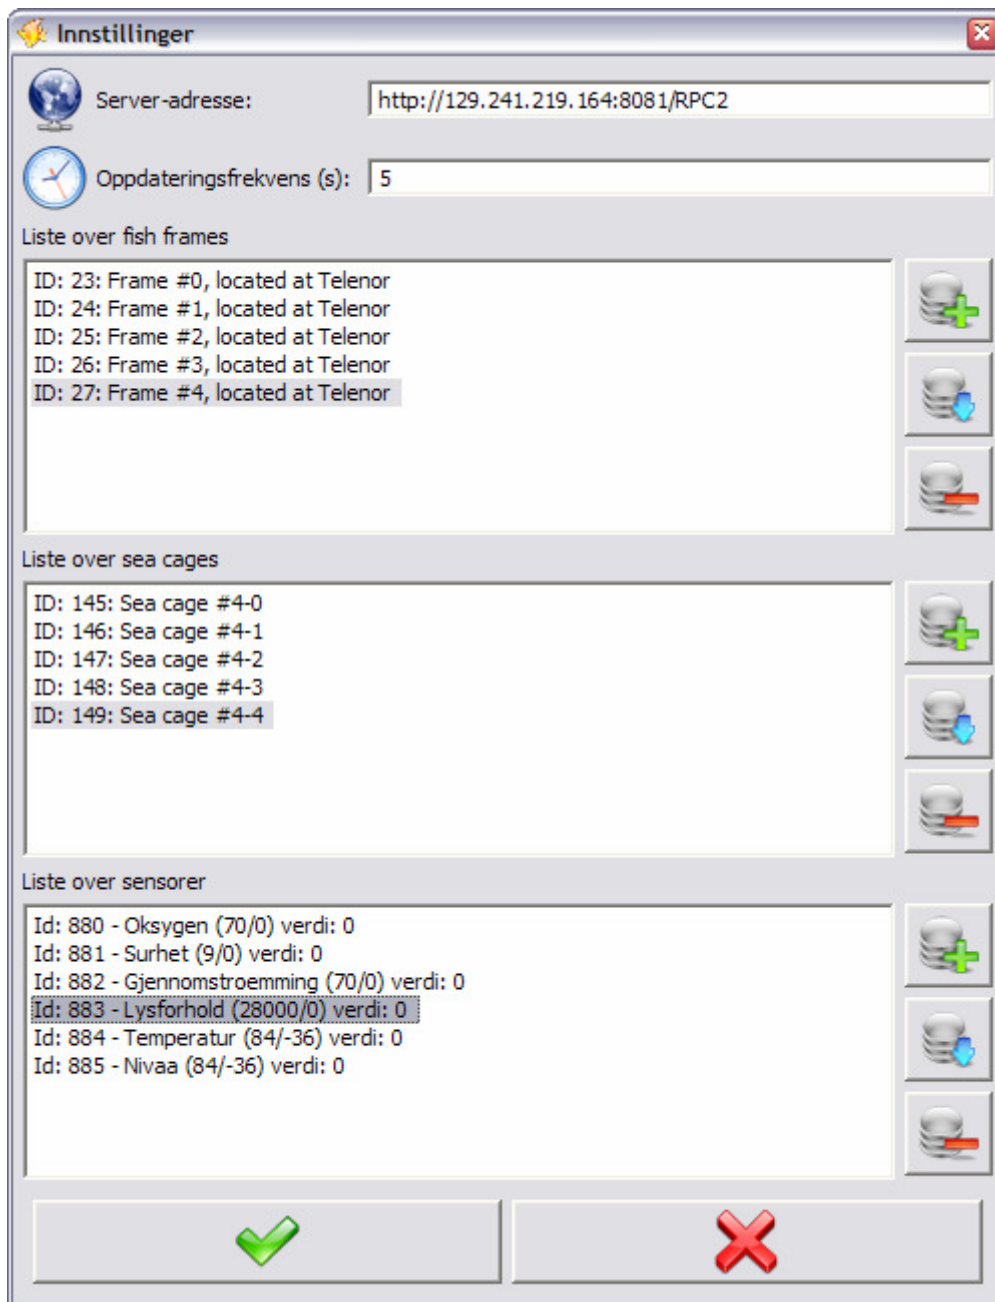 Innstillinger
Server-adresse: http://129.241.219.164:8081/RPC2
Oppdateringsfrekvens (s): 5
Liste over fish frames
ID: 23: Frame #0, located at Telenor
ID: 24: Frame #1, located at Telenor
ID: 25: Frame #2, located at Telenor
ID: 26: Frame #3, located at Telenor
ID: 27: Frame #4, located at Telenor
Liste over sea cages
ID: 145: Sea cage #4-0
ID: 146: Sea cage #4-1
ID: 147: Sea cage #4-2
ID: 148: Sea cage #4-3
ID: 149: Sea cage #4-4
Liste over sensorer
Id: 880 - Oksygen (70/0) verdi: 0
Id: 881 - Surhet (9/0) verdi: 0
Id: 882 - Gjennomstroemming (70/0) verdi: 0
Id: 883 - Lysforhold (28000/0) verdi: 0
Id: 884 - Temperatur (84/-36) verdi: 0
Id: 885 - Nivaa (84/-36) verdi: 0